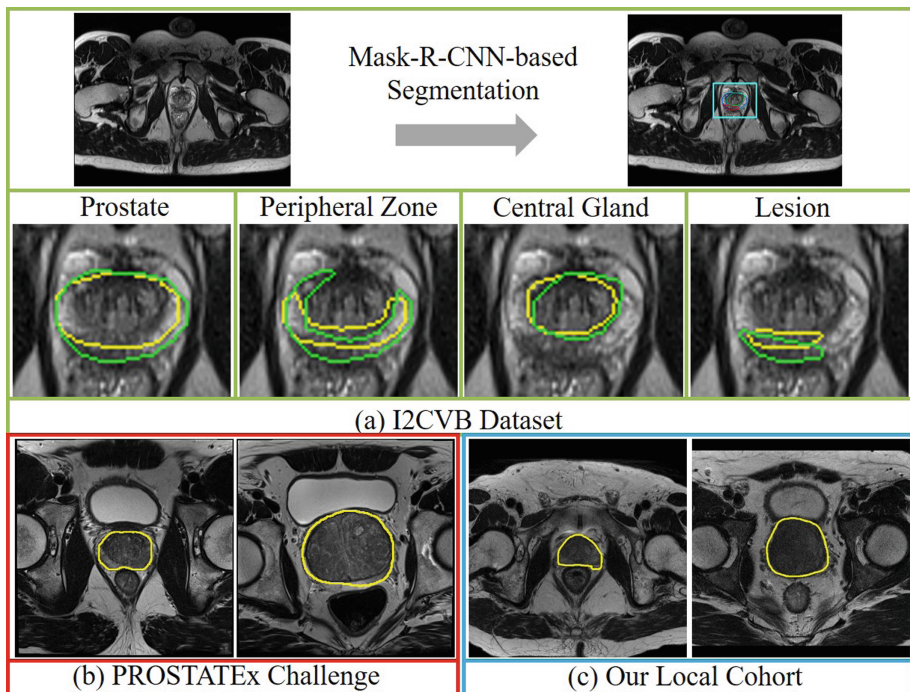 Mask-R-CNN-based
Segmentation
Prostate
Peripheral Zone
Central Gland
Lesion
(a) I2CVB Dataset
(b) PROSTATEx Challenge
(c) Our Local Cohort